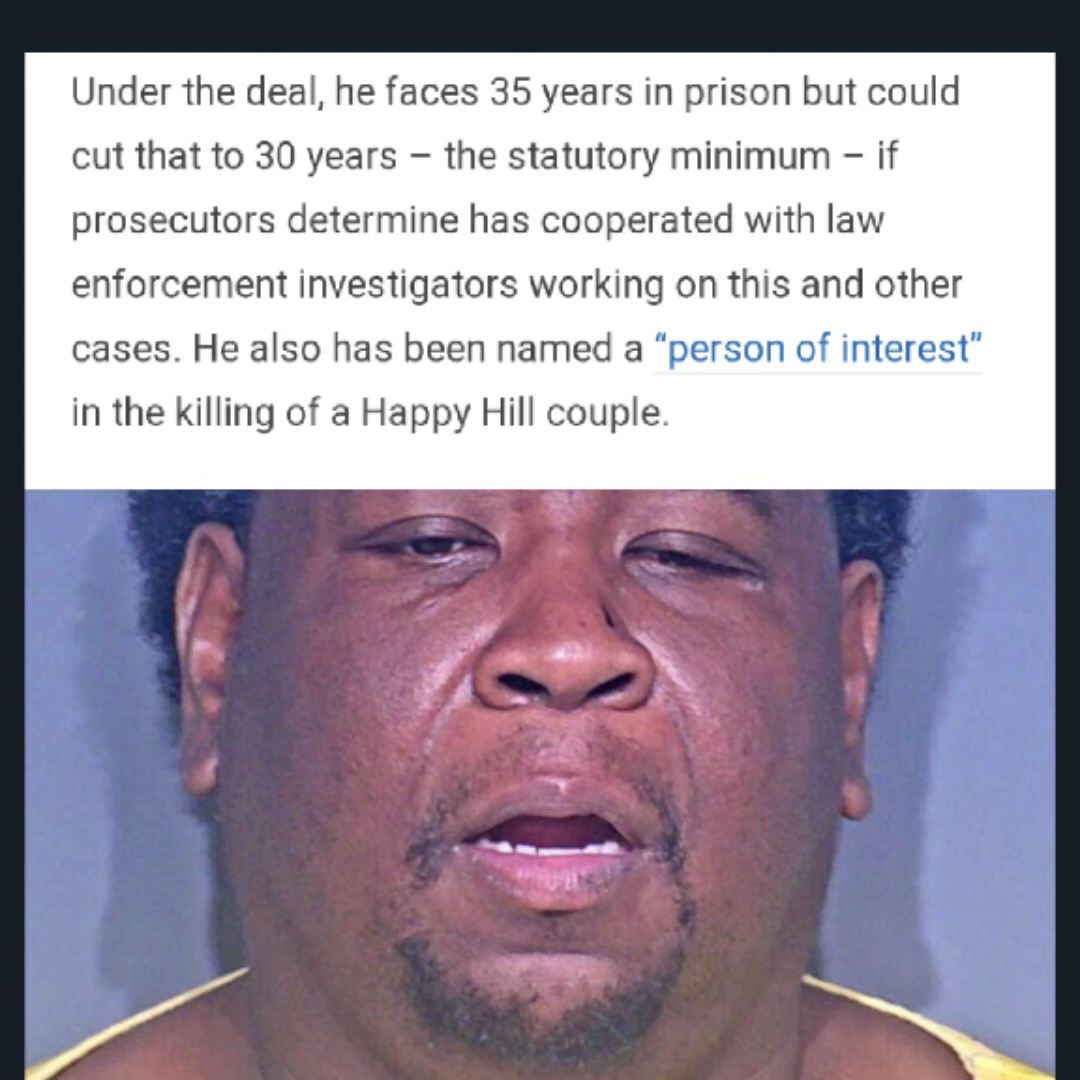 Under the deal, he faces 35 years in prison but could
cut that to 30 years – the statutory minimum – if
prosecutors determine has cooperated with law
enforcement investigators working on this and other
cases. He also has been named a “person of interest”
in the killing of a Happy Hill couple.